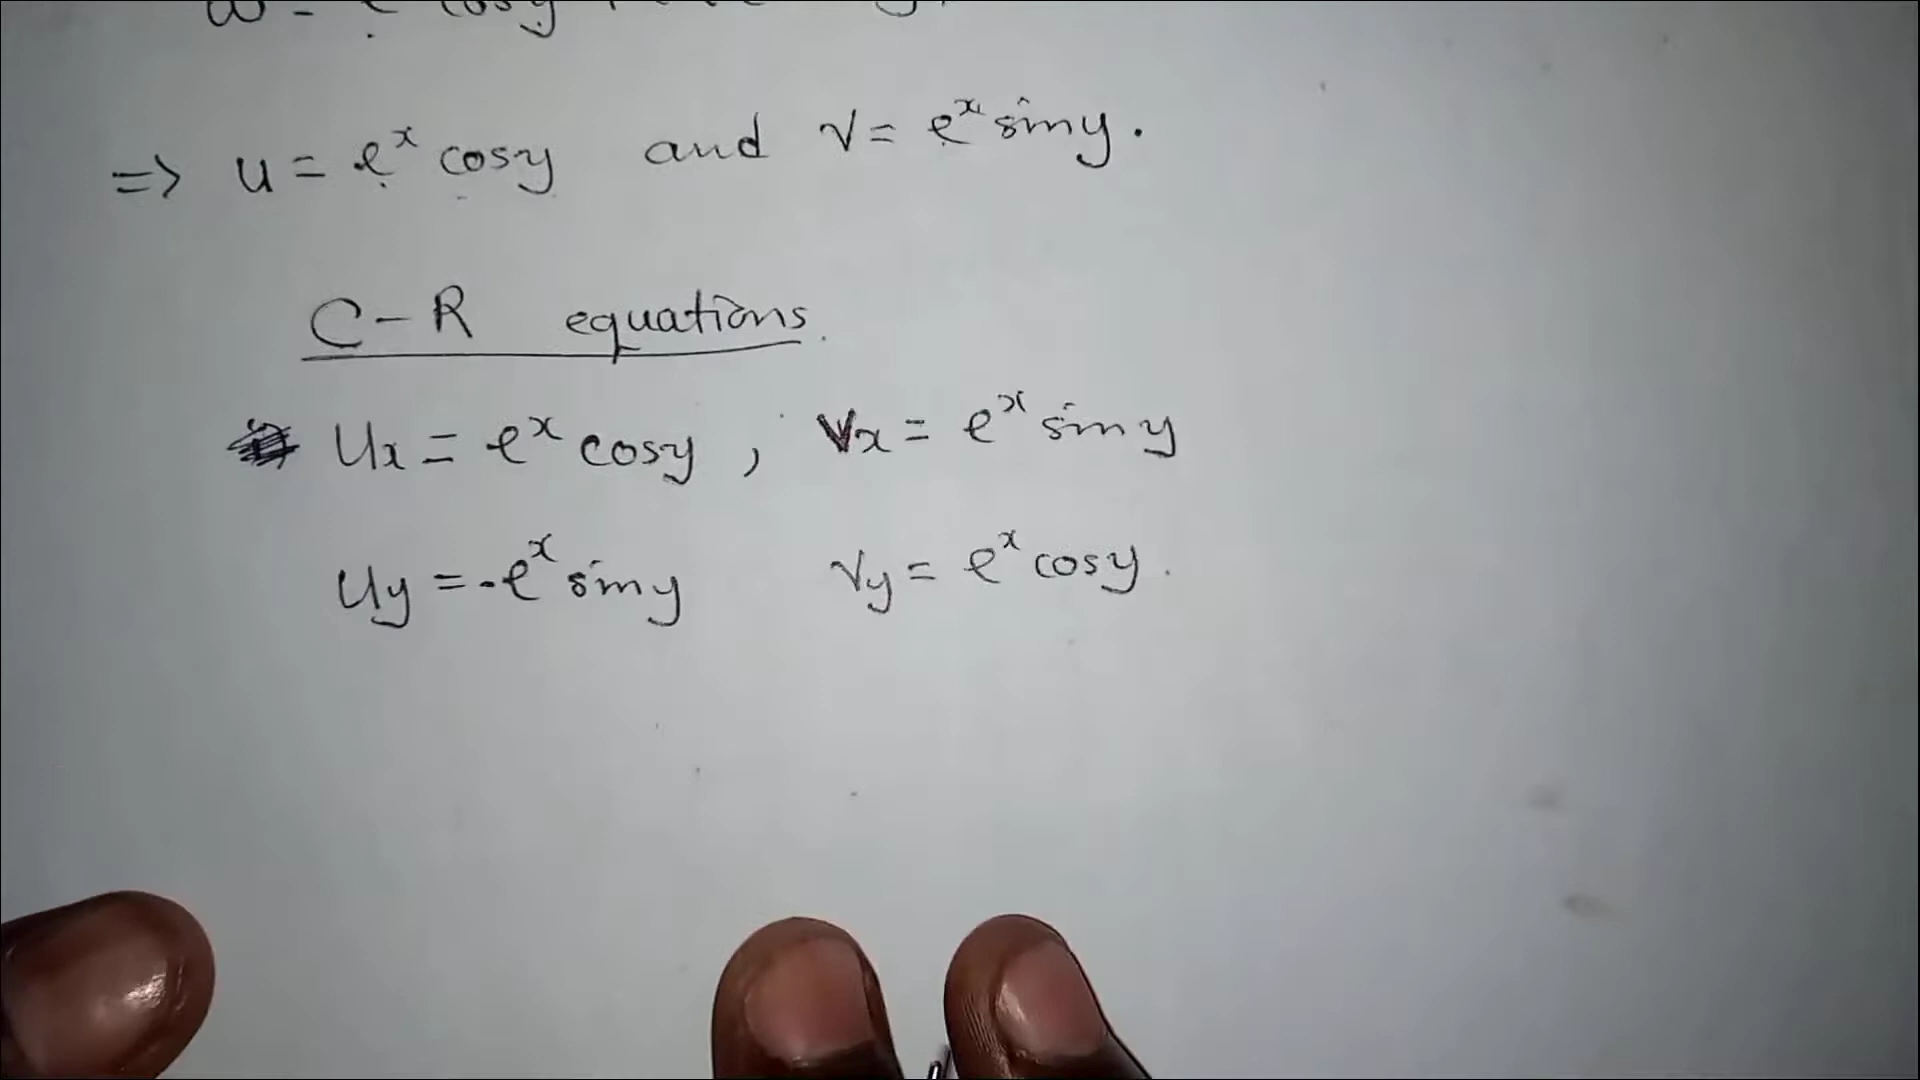 => u = e^x cosy and v = e^x siny.
C-R equations.
Ux = e^x cosy, Vx = e^x siny
Uy = -e^x siny Vy = e^x cosy.